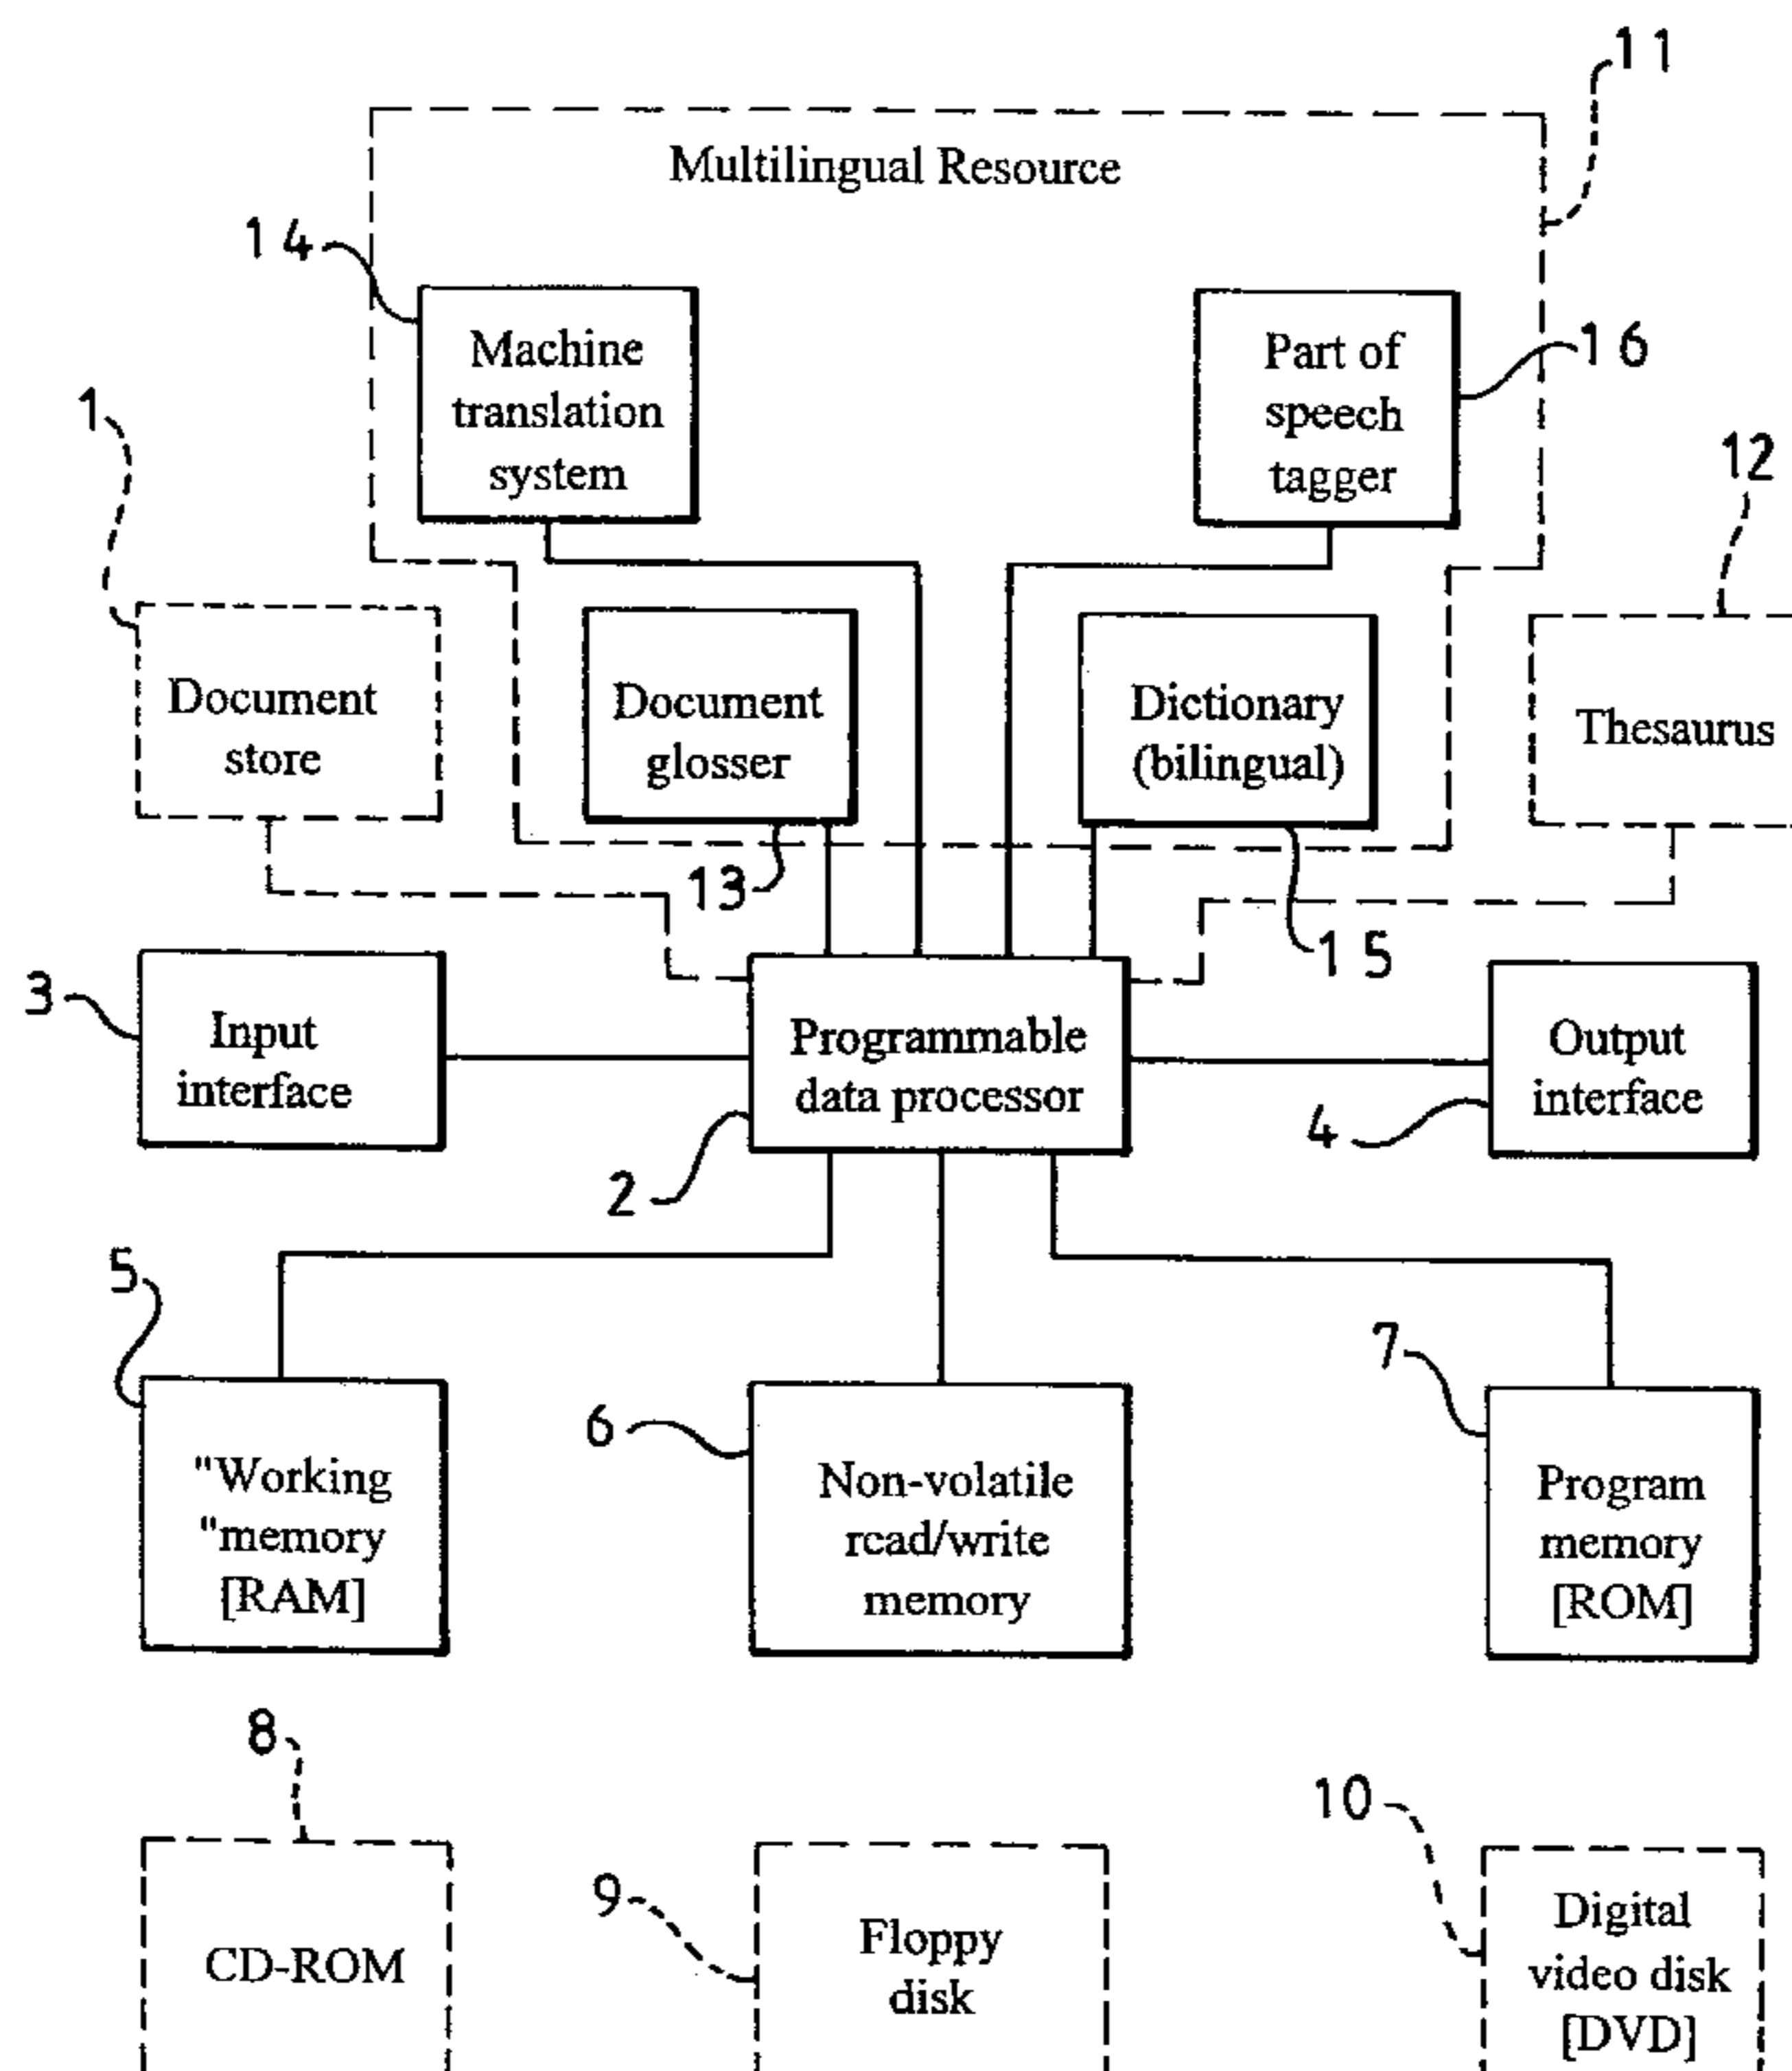 11
Multilingual Resource
14
Machine
translation
system
Part of
speech
tagger
16
1
12
Document
store
Document
glosser
Dictionary
(bilingual)
Thesaurus
13
15
3
Input
interface
Programmable
data processor
Output
interface
4
2
5
"Working
"memory
[RAM]
6
Non-volatile
read/write
memory
7
Program
memory
[ROM]
8
CD-ROM
9
Floppy
disk
10
Digital
video disk
[DVD]